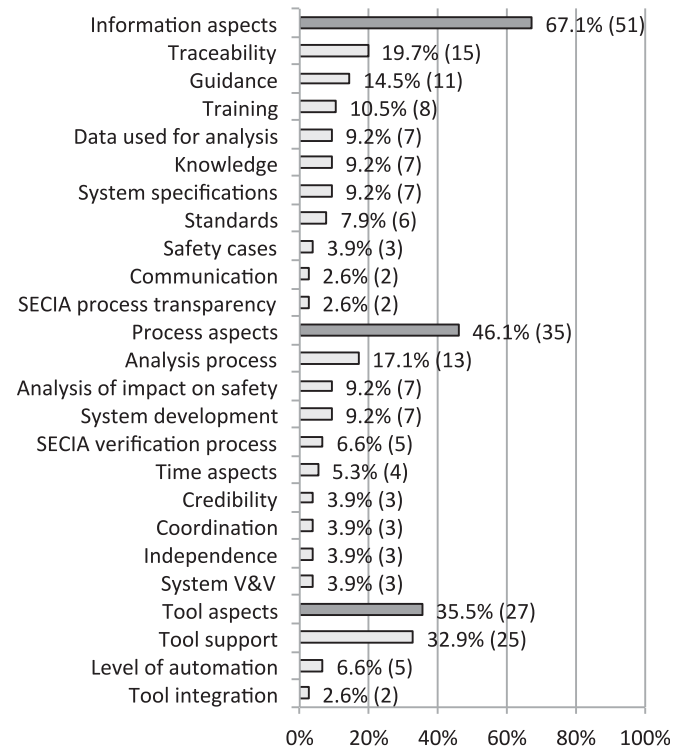 Information aspects 67.1% (51)
Traceability 19.7% (15)
Guidance 14.5% (11)
Training 10.5% (8)
Data used for analysis 9.2% (7)
Knowledge 9.2% (7)
System specifications 9.2% (7)
Standards 7.9% (6)
Safety cases 3.9% (3)
Communication 2.6% (2)
SECIA process transparency 2.6% (2)
Process aspects 46.1% (35)
Analysis process 17.1% (13)
Analysis of impact on safety 9.2% (7)
System development 9.2% (7)
SECIA verification process 6.6% (5)
Time aspects 5.3% (4)
Credibility 3.9% (3)
Coordination 3.9% (3)
Independence 3.9% (3)
System V&V 3.9% (3)
Tool aspects 35.5% (27)
Tool support 32.9% (25)
Level of automation 6.6% (5)
Tool integration 2.6% (2)
0% 20% 40% 60% 80% 100%